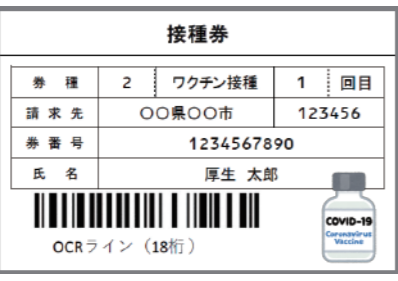 接種券
券 種 2 ワクチン接種 1 回目
請 求 先 〇〇県〇〇市 123456
券 番 号 1234567890
氏 名 厚生 太郎
OCRライン（18桁）
COVID-19
Coronavirus
Vaccine